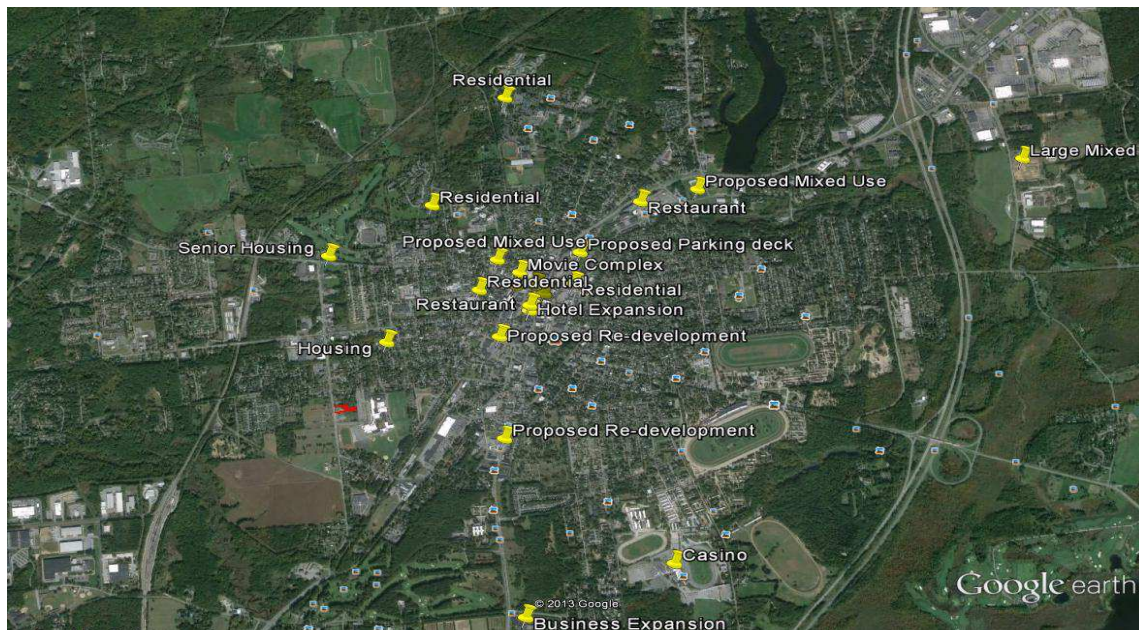 Residential
Large Mixed
Proposed Mixed Use
Residential
Restaurant
Senior Housing
Proposed Mixed Use
Proposed Parking deck
Movie Complex
Residential
Residential
Restaurant
Hotel Expansion
Proposed Re-development
Housing
Proposed Re-development
Casino
Google earth
© 2013 Google
Business Expansion